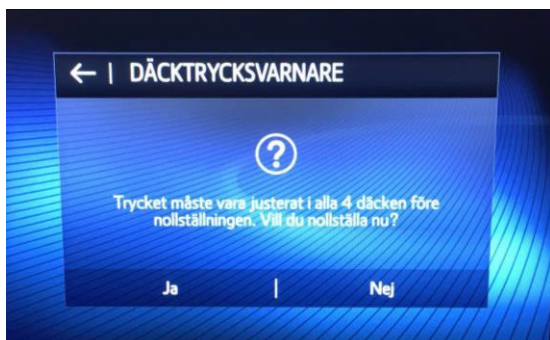 ← | DÄCKTRYCKSVARNARE
Trycket måste vara justerat i alla 4 däcken före
nollställningen. Vill du nollställa nu?
Ja | Nej